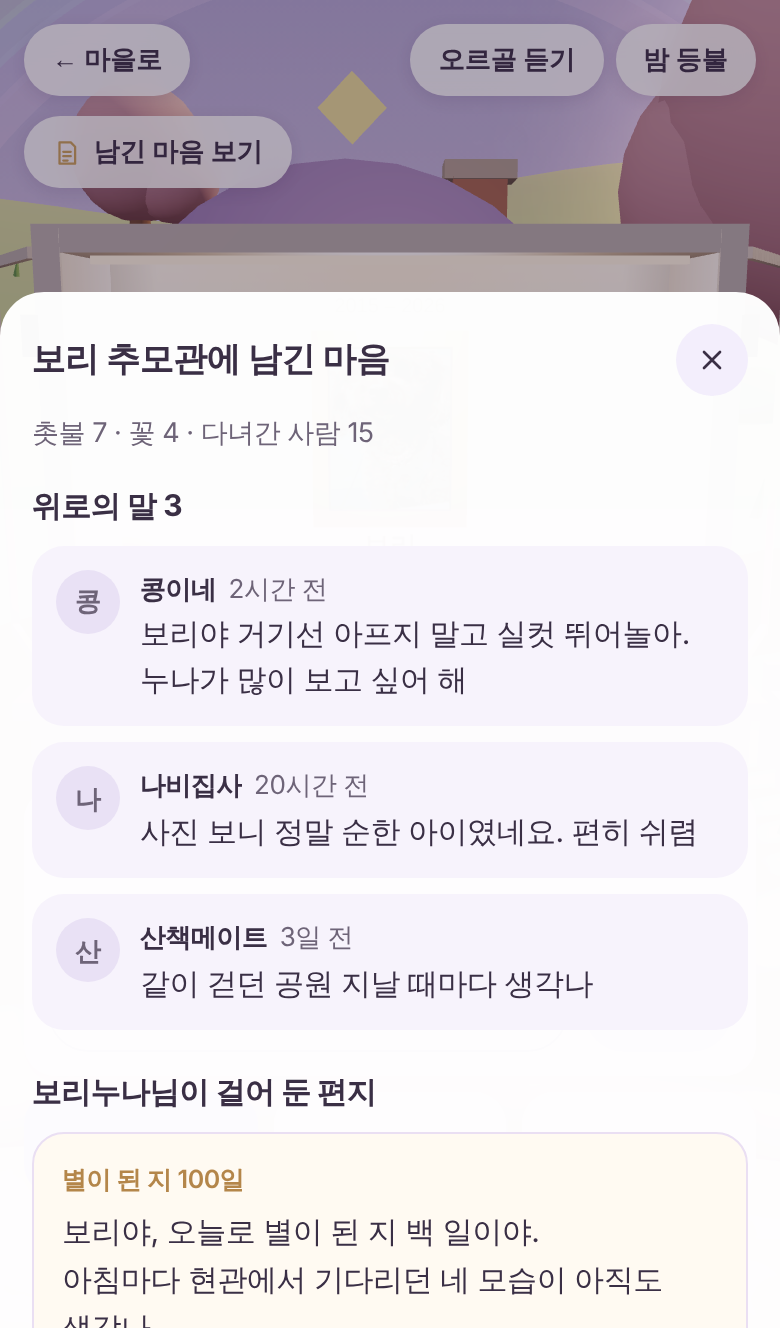 ← 마을로
오르골 듣기
밤 등불
남긴 마음 보기
보리 추모관에 남긴 마음
촛불 7 · 꽃 4 · 다녀간 사람 15
위로의 말 3
콩
콩이네 2시간 전
보리야 거기선 아프지 말고 실컷 뛰어놀아.
누나가 많이 보고 싶어 해
나
나비집사 20시간 전
사진 보니 정말 순한 아이였네요. 편히 쉬렴
산
산책메이트 3일 전
같이 걷던 공원 지날 때마다 생각나
보리누나님이 걸어 둔 편지
별이 된 지 100일
보리야, 오늘로 별이 된 지 백 일이야.
아침마다 현관에서 기다리던 네 모습이 아직도
생각나